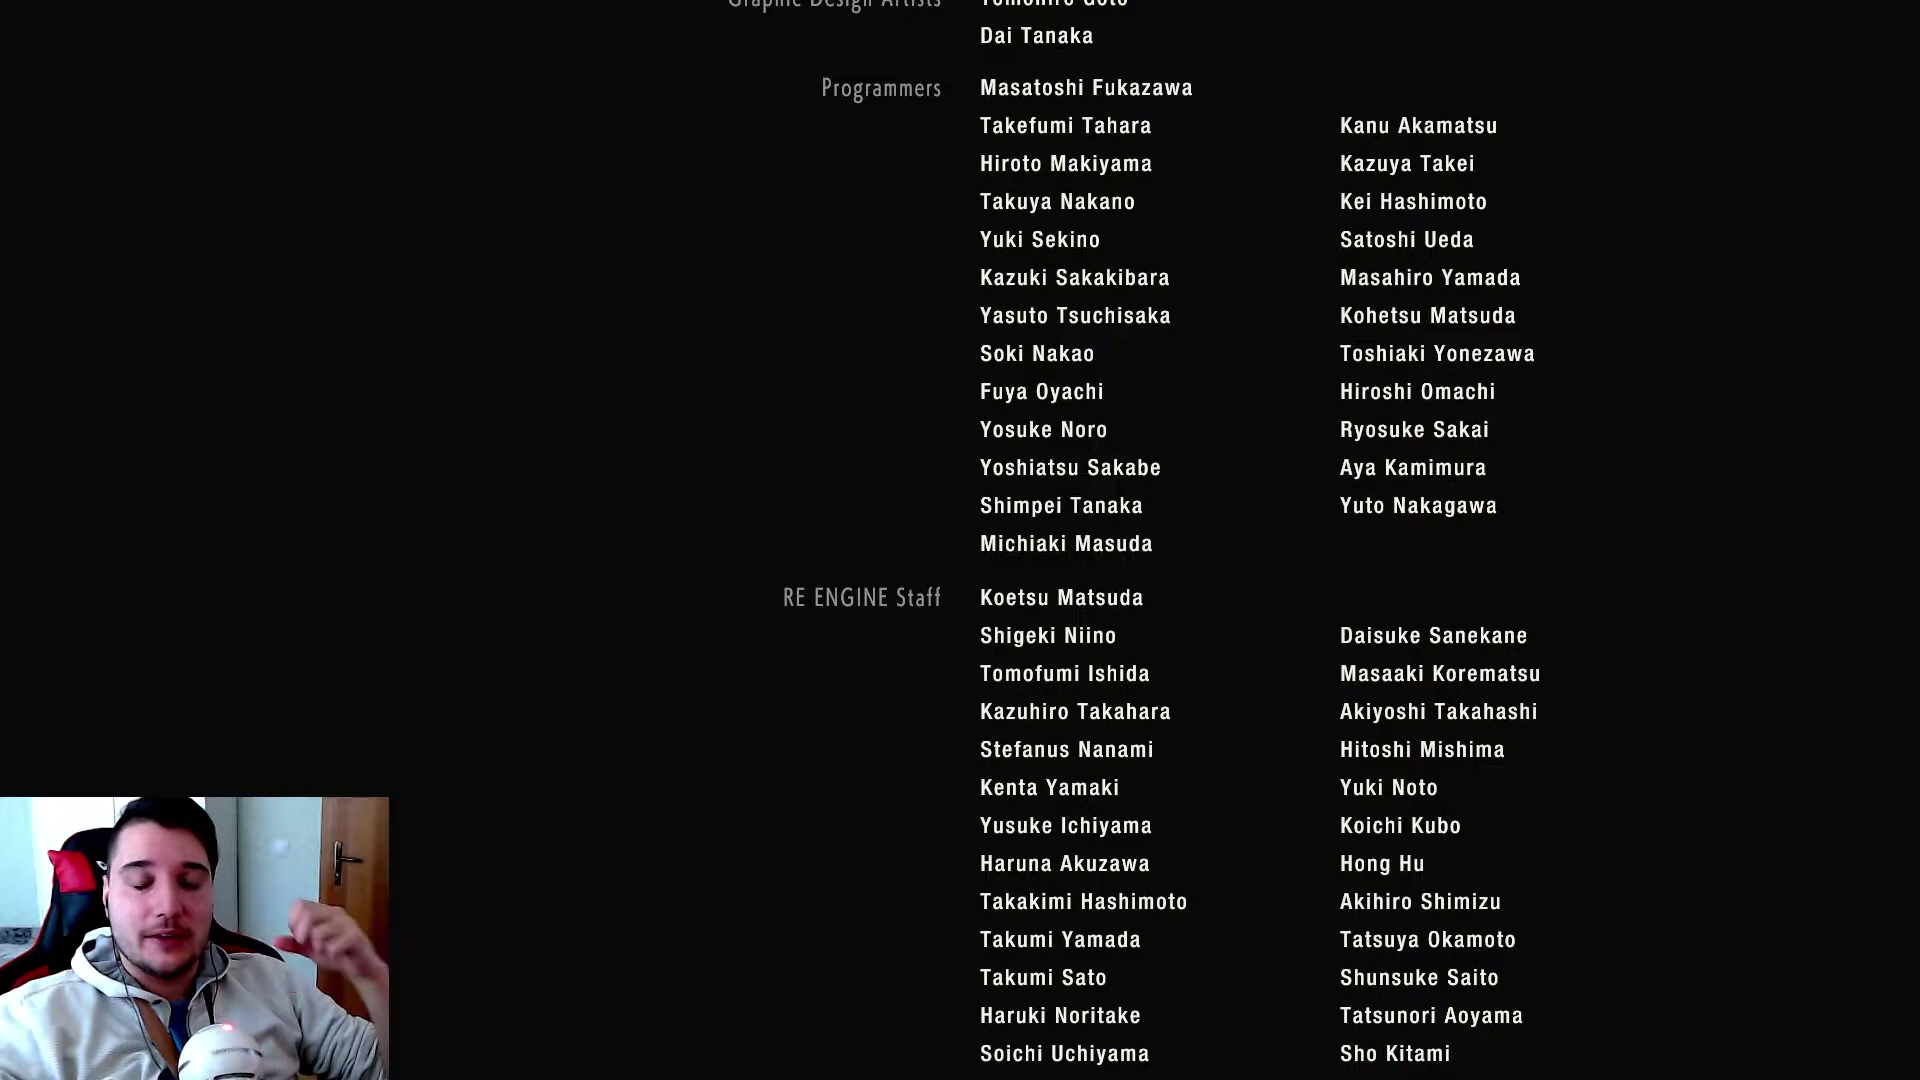 Graphic Design Artists Tomohiro Goto
Dai Tanaka
Programmers Masatoshi Fukazawa
Takefumi Tahara Kanu Akamatsu
Hiroto Makiyama Kazuya Takei
Takuya Nakano Kei Hashimoto
Yuki Sekino Satoshi Ueda
Kazuki Sakakibara Masahiro Yamada
Yasuto Tsuchisaka Kohetsu Matsuda
Soki Nakao Toshiaki Yonezawa
Fuya Oyachi Hiroshi Omachi
Yosuke Noro Ryosuke Sakai
Yoshiatsu Sakabe Aya Kamimura
Shimpei Tanaka Yuto Nakagawa
Michiaki Masuda
RE ENGINE Staff Koetsu Matsuda
Shigeki Niino Daisuke Sanekane
Tomofumi Ishida Masaaki Korematsu
Kazuhiro Takahara Akiyoshi Takahashi
Stefanus Nanami Hitoshi Mishima
Kenta Yamaki Yuki Noto
Yusuke Ichiyama Koichi Kubo
Haruna Akuzawa Hong Hu
Takakimi Hashimoto Akihiro Shimizu
Takumi Yamada Tatsuya Okamoto
Takumi Sato Shunsuke Saito
Haruki Noritake Tatsunori Aoyama
Soichi Uchiyama Sho Kitami